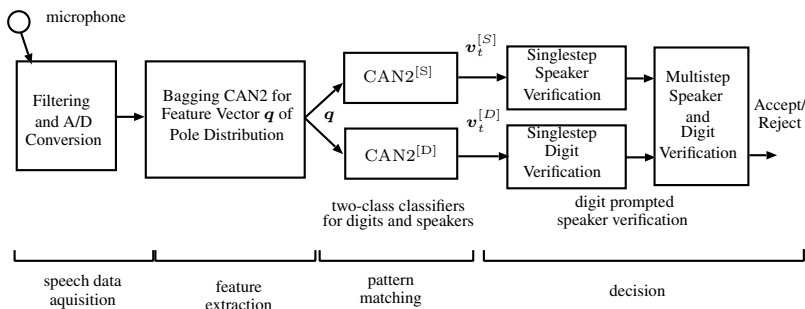 microphone
Filtering
and A/D
Conversion
Bagging CAN2 for
Feature Vector q of
Pole Distribution
q
CAN2[S]
CAN2[D]
v_t^[S]
v_t^[D]
Singlestep
Speaker
Verification
Singlestep
Digit
Verification
Multistep
Speaker
and
Digit
Verification
Accept/
Reject
two-class classifiers
for digits and speakers
digit prompted
speaker verification
speech data
aquisition
feature
extraction
pattern
matching
decision